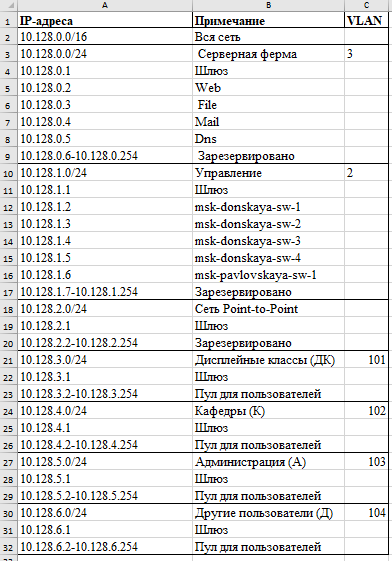 A B C
1 IP-адреса Примечание VLAN
2 10.128.0.0/16 Вся сеть
3 10.128.0.0/24 Серверная ферма 3
4 10.128.0.1 Шлюз
5 10.128.0.2 Web
6 10.128.0.3 File
7 10.128.0.4 Mail
8 10.128.0.5 Dns
9 10.128.0.6-10.128.0.254 Зарезервировано
10 10.128.1.0/24 Управление 2
11 10.128.1.1 Шлюз
12 10.128.1.2 msk-donskaya-sw-1
13 10.128.1.3 msk-donskaya-sw-2
14 10.128.1.4 msk-donskaya-sw-3
15 10.128.1.5 msk-donskaya-sw-4
16 10.128.1.6 msk-pavlovskaya-sw-1
17 10.128.1.7-10.128.1.254 Зарезервировано
18 10.128.2.0/24 Сеть Point-to-Point
19 10.128.2.1 Шлюз
20 10.128.2.2-10.128.2.254 Зарезервировано
21 10.128.3.0/24 Дисплейные классы (ДК) 101
22 10.128.3.1 Шлюз
23 10.128.3.2-10.128.3.254 Пул для пользователей
24 10.128.4.0/24 Кафедры (К) 102
25 10.128.4.1 Шлюз
26 10.128.4.2-10.128.4.254 Пул для пользователей
27 10.128.5.0/24 Администрация (А) 103
28 10.128.5.1 Шлюз
29 10.128.5.2-10.128.5.254 Пул для пользователей
30 10.128.6.0/24 Другие пользователи (Д) 104
31 10.128.6.1 Шлюз
32 10.128.6.2-10.128.6.254 Пул для пользователей